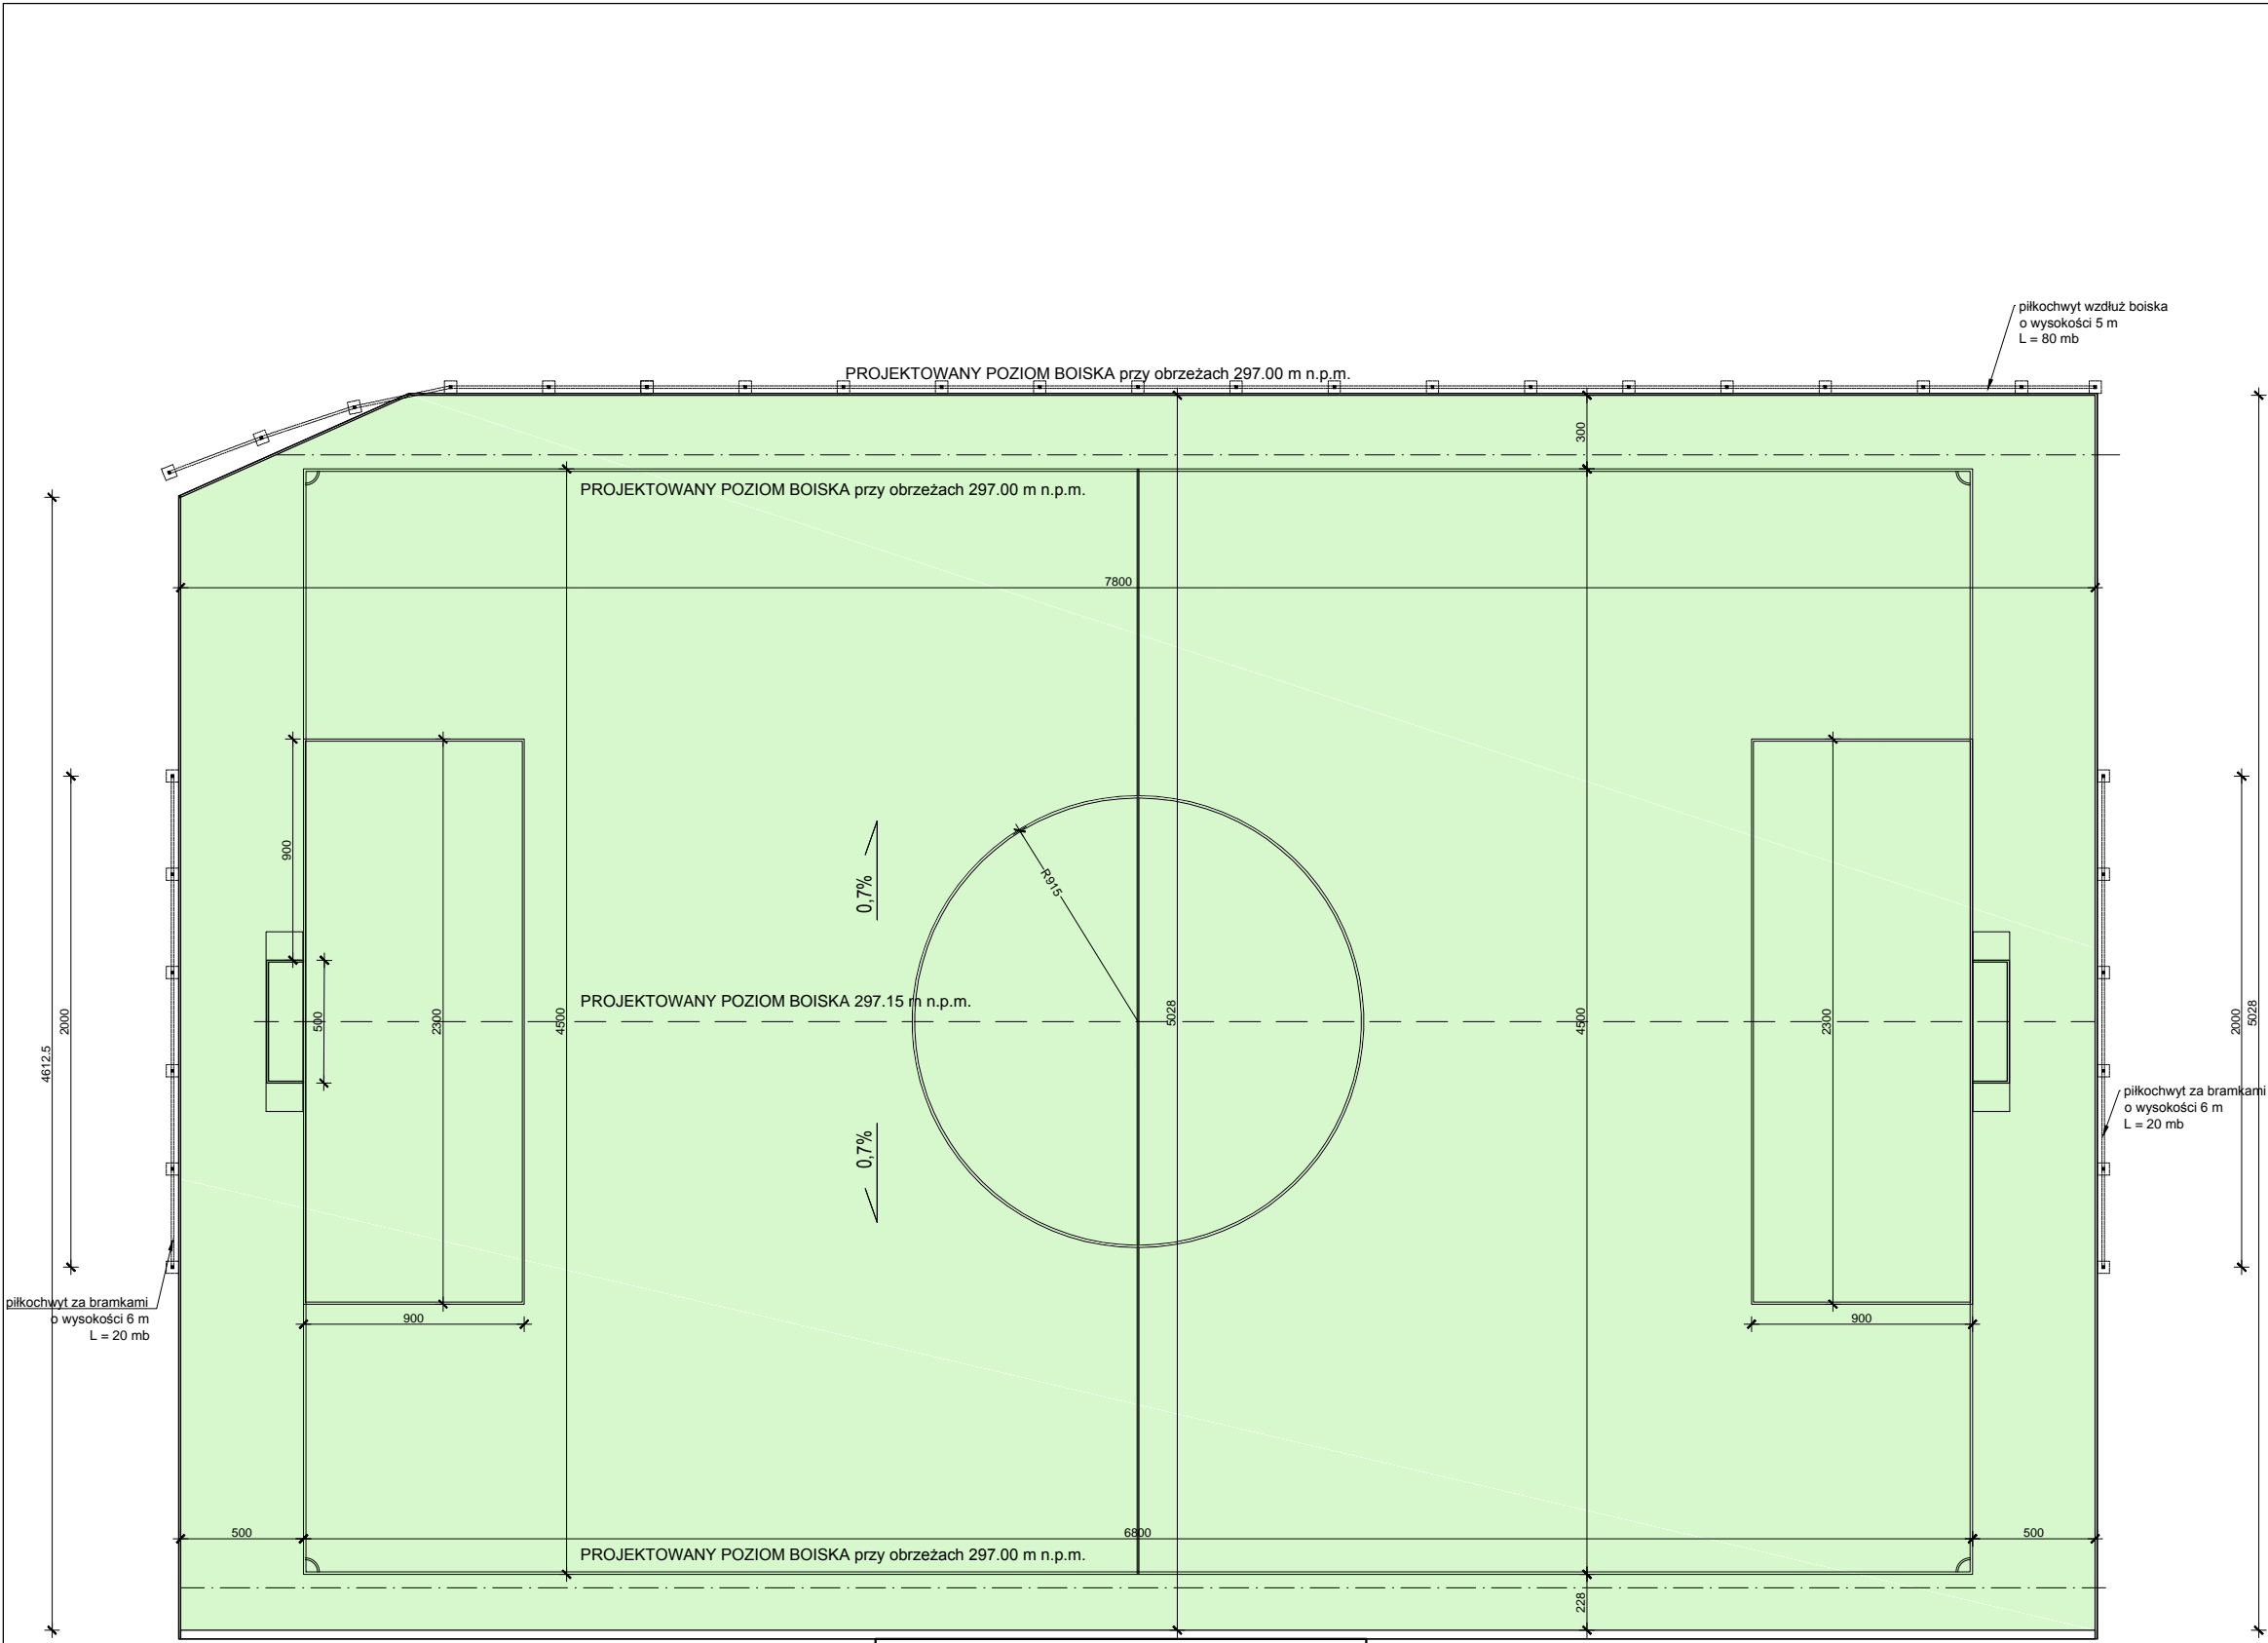 piłkochwyt wzdłuż boiska
o wysokości 5 m
L = 80 mb
PROJEKTOWANY POZIOM BOISKA przy obrzeżach 297.00 m n.p.m.
300
PROJEKTOWANY POZIOM BOISKA przy obrzeżach 297.00 m n.p.m.
7800
900
0,7%
R915
PROJEKTOWANY POZIOM BOISKA 297.15 m n.p.m.
4612.5
2000
500
2300
4500
5028
4500
2300
2000
5028
piłkochwyt za bramkami
o wysokości 6 m
L = 20 mb
0,7%
piłkochwyt za bramkami
o wysokości 6 m
L = 20 mb
900
900
500
6800
500
PROJEKTOWANY POZIOM BOISKA przy obrzeżach 297.00 m n.p.m.
228